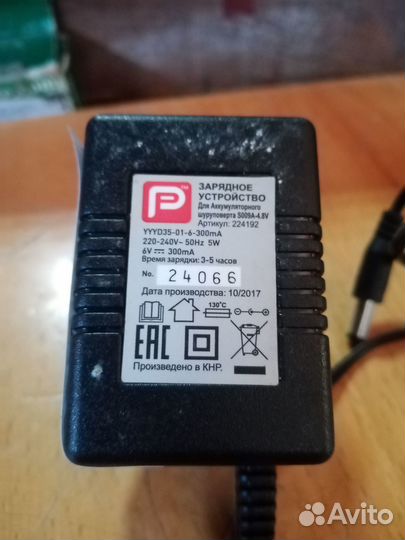 P™
ЗАРЯДНОЕ
УСТРОЙСТВО
Для Аккумуляторного
шуруповерта S009A-4.8V
Артикул: 224192
YYYD35-01-6-300mA
220-240V~ 50Hz 5W
6V 300mA
Время зарядки: 3-5 часов
No. 24066
Дата производства: 10/2017
130°C
EAC
Произведено в КНР.
Avito